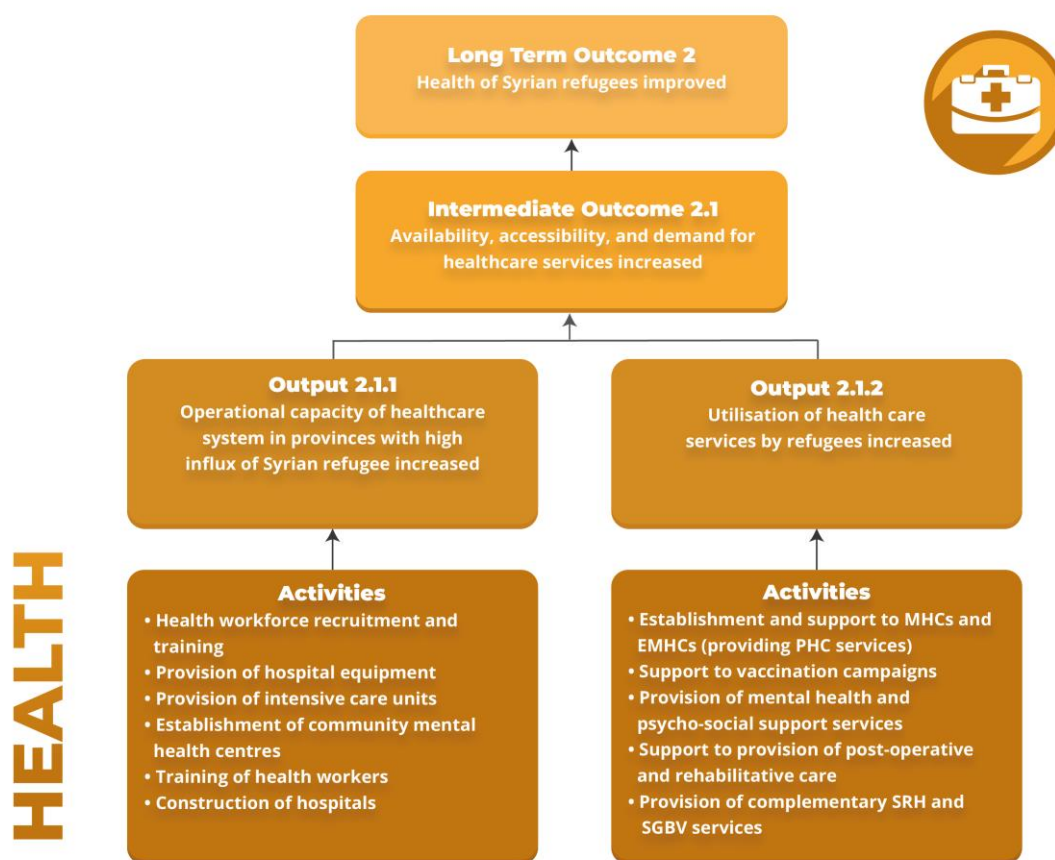 Long Term Outcome 2
Health of Syrian refugees improved
Intermediate Outcome 2.1
Availability, accessibility, and demand for
healthcare services increased
Output 2.1.1
Operational capacity of healthcare
system in provinces with high
influx of Syrian refugee increased
Output 2.1.2
Utilisation of health care
services by refugees increased
HEALTH
Activities
• Health workforce recruitment and
training
• Provision of hospital equipment
• Provision of intensive care units
• Establishment of community mental
health centres
• Training of health workers
• Construction of hospitals
Activities
• Establishment and support to MHCs and
EMHCs (providing PHC services)
• Support to vaccination campaigns
• Provision of mental health and
psycho-social support services
• Support to provision of post-operative
and rehabilitative care
• Provision of complementary SRH and
SGBV services